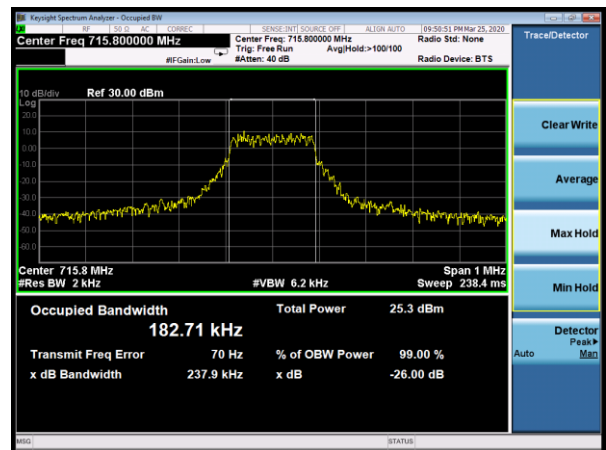 Keysight Spectrum Analyzer - Occupied BW
RF 50 Ω AC CORREC SENSE:INT SOURCE OFF ALIGN AUTO 09:50:51 PM Mar 25, 2020
Center Freq 715.800000 MHz Center Freq: 715.800000 MHz Radio Std: None
Trig: Free Run Avg|Hold:>100/100
#IFGain:Low #Atten: 40 dB Radio Device: BTS
Trace/Detector
10 dB/div Ref 30.00 dBm
Log
20.0
10.0
0.00
-10.0
-20.0
-30.0
-40.0
-50.0
-60.0
Center 715.8 MHz Span 1 MHz
#Res BW 2 kHz #VBW 6.2 kHz Sweep 238.4 ms
Occupied Bandwidth Total Power 25.3 dBm
182.71 kHz
Transmit Freq Error 70 Hz % of OBW Power 99.00 %
x dB Bandwidth 237.9 kHz x dB -26.00 dB
Clear Write
Average
Max Hold
Min Hold
Detector
Peak▶
Auto Man
MSG STATUS